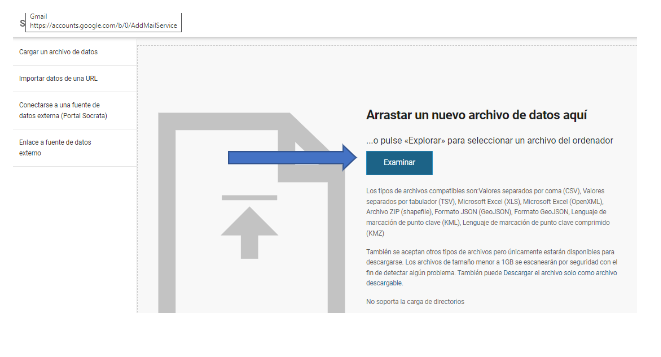 S
Gmail
https://accounts.google.com/b/0/AddMailService
Cargar un archivo de datos
Importar datos de una URL
Conectarse a una fuente de
datos externa (Portal Socrata)
Enlace a fuente de datos
externo
Arrastar un nuevo archivo de datos aquí
...o pulse «Explorar» para seleccionar un archivo del ordenador
Examinar
Los tipos de archivos compatibles son:Valores separados por coma (CSV), Valores
separados por tabulador (TSV), Microsoft Excel (XLS), Microsoft Excel (OpenXML),
Archivo ZIP (shapefile), Formato JSON (GeoJSON), Formato GeoJSON, Lenguaje de
marcación de punto clave (KML), Lenguaje de marcación de punto clave comprimido
(KMZ)
También se aceptan otros tipos de archivos pero únicamente estarán disponibles para
descargarse. Los archivos de tamaño menor a 1GB se escanearán por seguridad con el
fin de detectar algún problema. También puede Descargar el archivo solo como archivo
descargable.
No soporta la carga de directorios